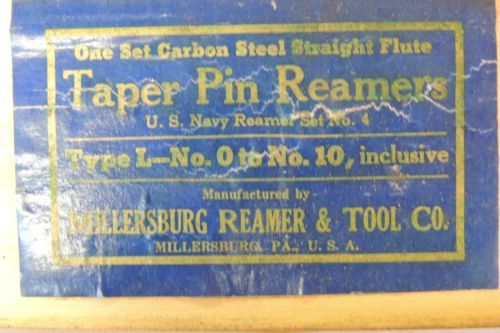 One Set Carbon Steel Straight Flute
Taper Pin Reamers
U. S. Navy Reamer Set No. 4
Type L—No. 0 to No. 10, inclusive
Manufactured by
MILLERSBURG REAMER & TOOL CO.
MILLERSBURG, PA., U. S. A.